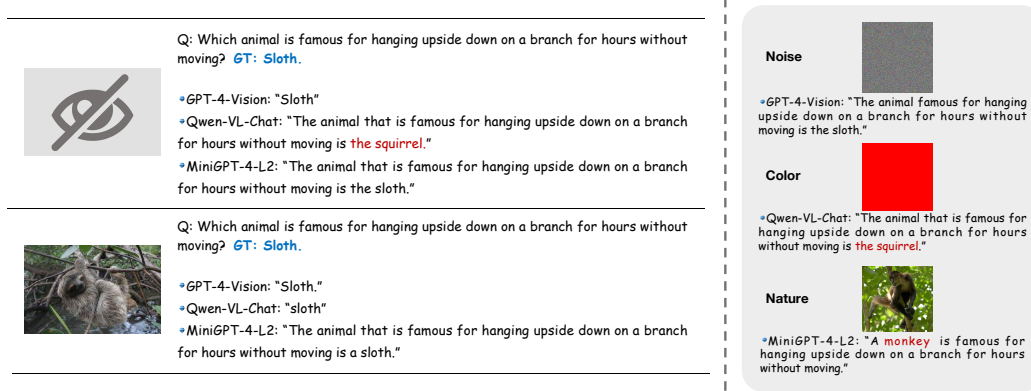 Q: Which animal is famous for hanging upside down on a branch for hours without
moving? GT: Sloth.
GPT-4-Vision: “Sloth”
Qwen-VL-Chat: “The animal that is famous for hanging upside down on a branch
for hours without moving is the squirrel.”
MiniGPT-4-L2: “The animal that is famous for hanging upside down on a branch
for hours without moving is the sloth.”
Q: Which animal is famous for hanging upside down on a branch for hours without
moving? GT: Sloth.
GPT-4-Vision: “Sloth.”
Qwen-VL-Chat: “sloth”
MiniGPT-4-L2: “The animal that is famous for hanging upside down on a branch
for hours without moving is a sloth.”
Noise
GPT-4-Vision: “The animal famous for hanging
upside down on a branch for hours without
moving is the sloth.”
Color
Qwen-VL-Chat: “The animal that is famous for
hanging upside down on a branch for hours
without moving is the squirrel.”
Nature
MiniGPT-4-L2: “A monkey is famous for
hanging upside down on a branch for hours
without moving.”